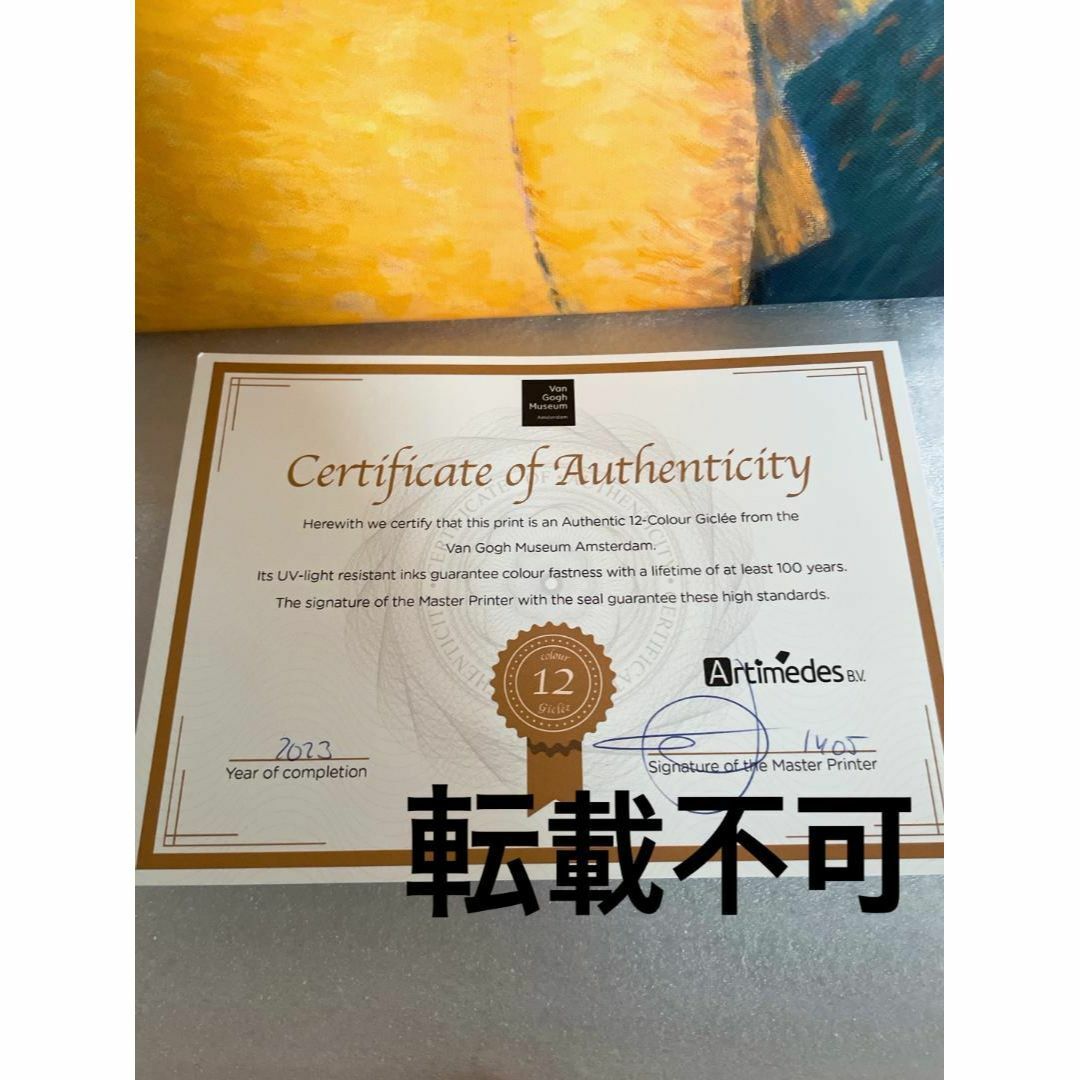 Van
Gogh
Museum
Amsterdam
Certificate of Authenticity
Herewith we certify that this print is an Authentic 12-Colour Giclée from the
Van Gogh Museum Amsterdam.
Its UV-light resistant inks guarantee colour fastness with a lifetime of at least 100 years.
The signature of the Master Printer with the seal guarantee these high standards.
colour
12
Giclée
Artimedes B.V.
2023
Year of completion
1405
Signature of the Master Printer
転載不可